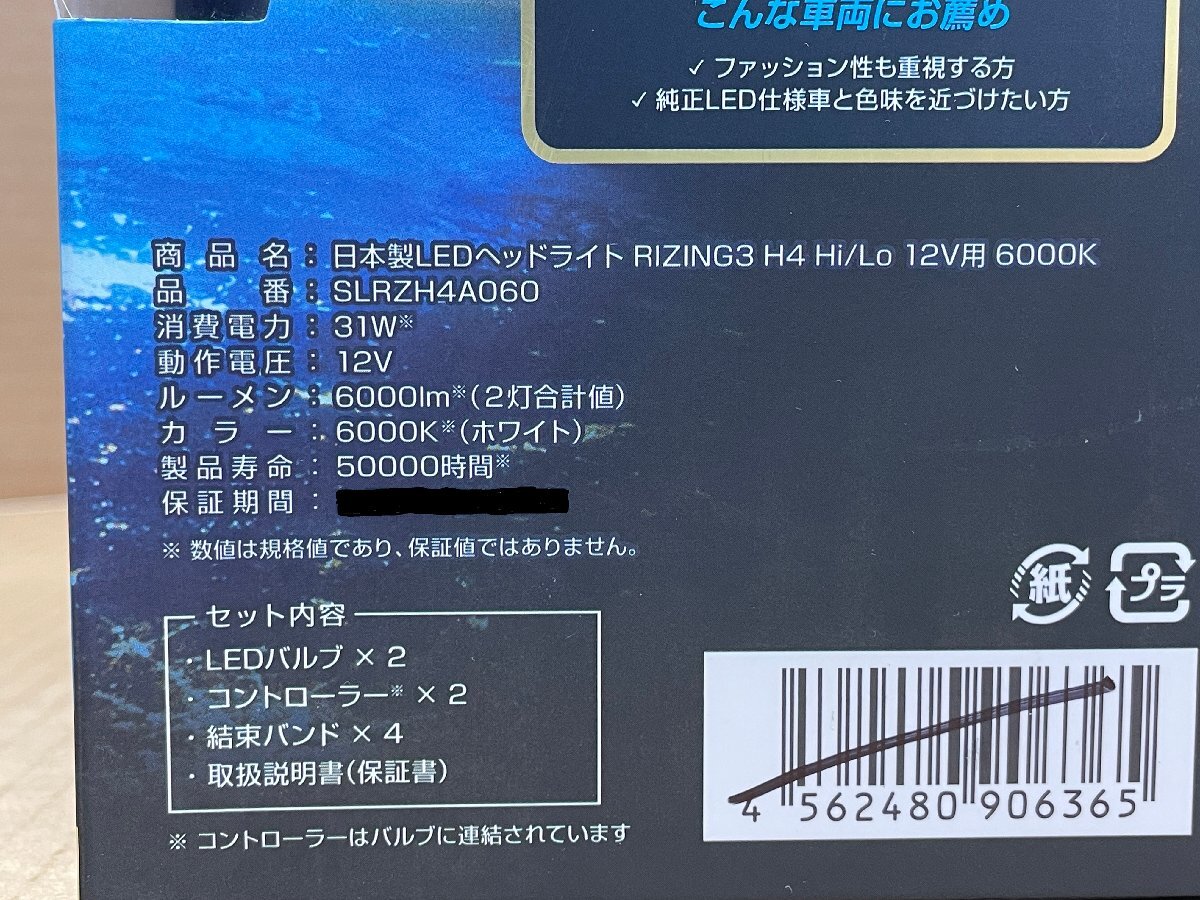 こんな車両にお薦め
✓ ファッション性も重視する方
✓ 純正LED仕様車と色味を近づけたい方
商品名：日本製LEDヘッドライト RIZING3 H4 Hi/Lo 12V用 6000K
品番：SLRZH4A060
消費電力：31W※
動作電圧：12V
ルーメン：6000lm※（2灯合計値）
カラー：6000K※（ホワイト）
製品寿命：50000時間※
保証期間：
※ 数値は規格値であり、保証値ではありません。
セット内容
・LEDバルブ × 2
・コントローラー※ × 2
・結束バンド × 4
・取扱説明書（保証書）
※ コントローラーはバルブに連結されています
紙
プラ
4 562480 906365